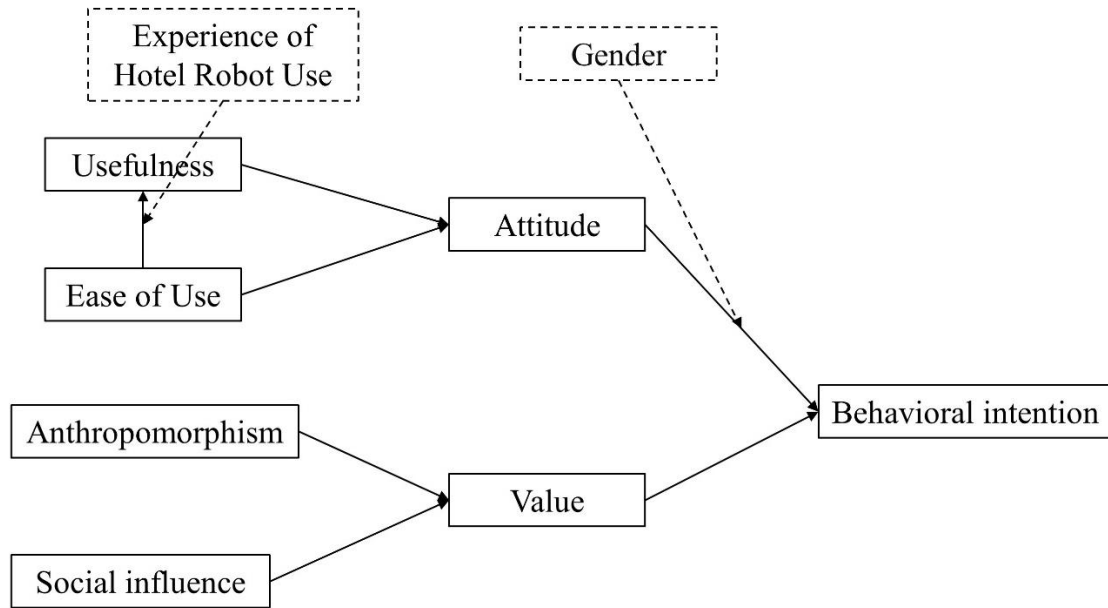 Experience of
Hotel Robot Use
Gender
Usefulness
Attitude
Ease of Use
Behavioral intention
Anthropomorphism
Value
Social influence